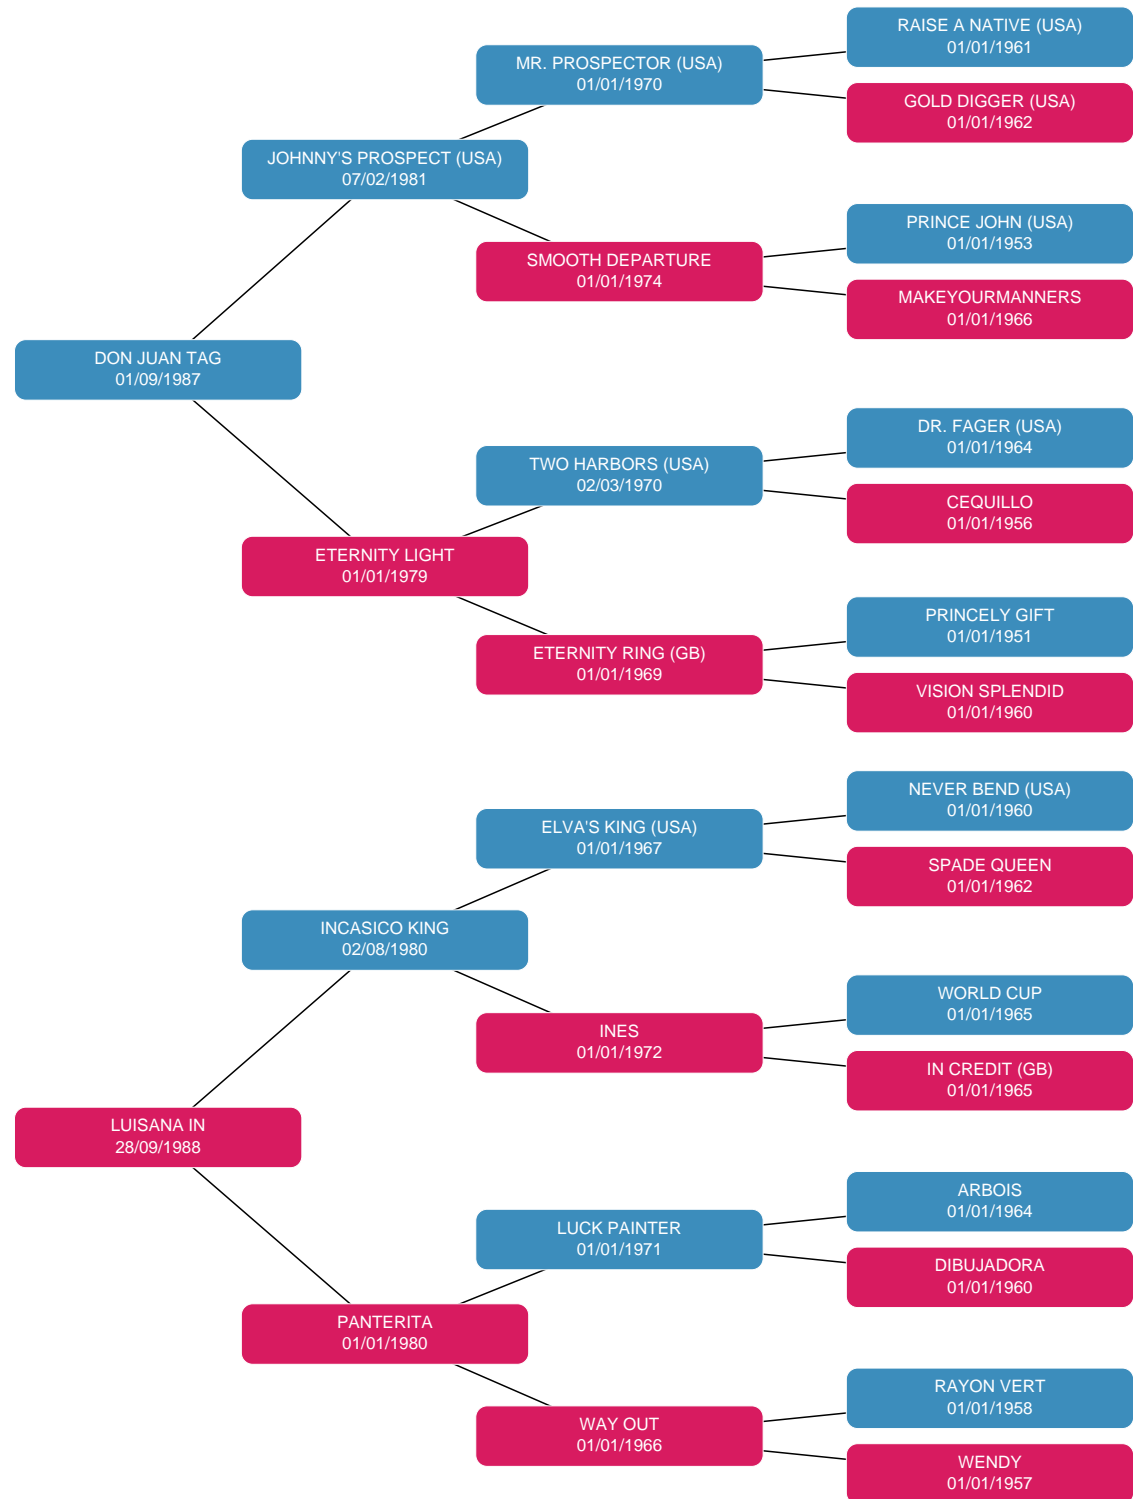 RAISE A NATIVE (USA)
01/01/1961
MR. PROSPECTOR (USA)
01/01/1970
GOLD DIGGER (USA)
01/01/1962
JOHNNY'S PROSPECT (USA)
07/02/1981
PRINCE JOHN (USA)
01/01/1953
SMOOTH DEPARTURE
01/01/1974
MAKEYOURMANNERS
01/01/1966
DON JUAN TAG
01/09/1987
DR. FAGER (USA)
01/01/1964
TWO HARBORS (USA)
02/03/1970
CEQUILLO
01/01/1956
ETERNITY LIGHT
01/01/1979
PRINCELY GIFT
01/01/1951
ETERNITY RING (GB)
01/01/1969
VISION SPLENDID
01/01/1960
NEVER BEND (USA)
01/01/1960
ELVA'S KING (USA)
01/01/1967
SPADE QUEEN
01/01/1962
INCASICO KING
02/08/1980
WORLD CUP
01/01/1965
INES
01/01/1972
IN CREDIT (GB)
01/01/1965
LUISANA IN
28/09/1988
ARBOIS
01/01/1964
LUCK PAINTER
01/01/1971
DIBUJADORA
01/01/1960
PANTERITA
01/01/1980
RAYON VERT
01/01/1958
WAY OUT
01/01/1966
WENDY
01/01/1957